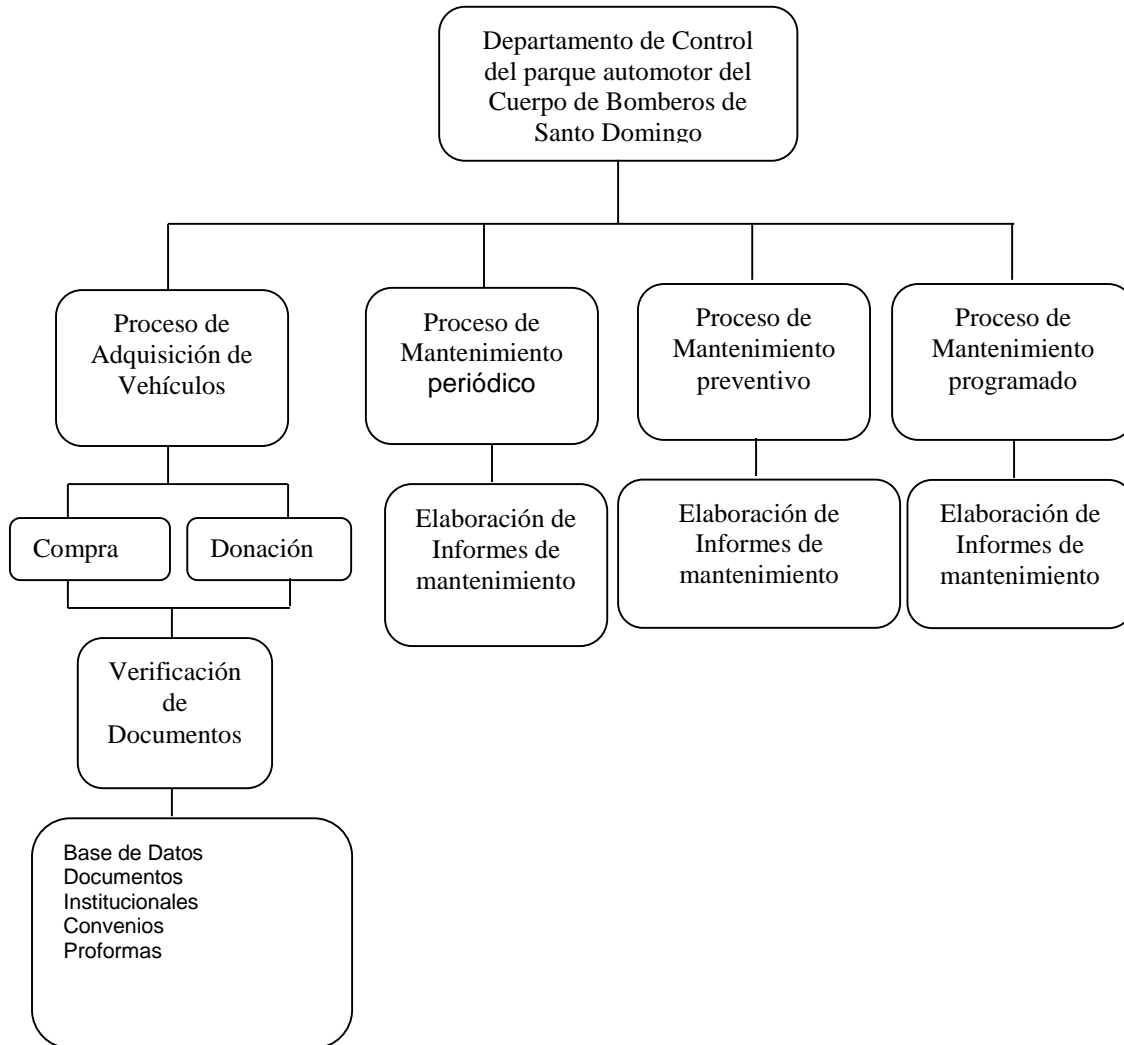 Departamento de Control
del parque automotor del
Cuerpo de Bomberos de
Santo Domingo
Proceso de
Adquisición de
Vehículos
Proceso de
Mantenimiento
periódico
Proceso de
Mantenimiento
preventivo
Proceso de
Mantenimiento
programado
Compra
Donación
Elaboración de
Informes de
mantenimiento
Elaboración de
Informes de
mantenimiento
Elaboración de
Informes de
mantenimiento
Verificación
de
Documentos
Base de Datos
Documentos
Institucionales
Convenios
Proformas